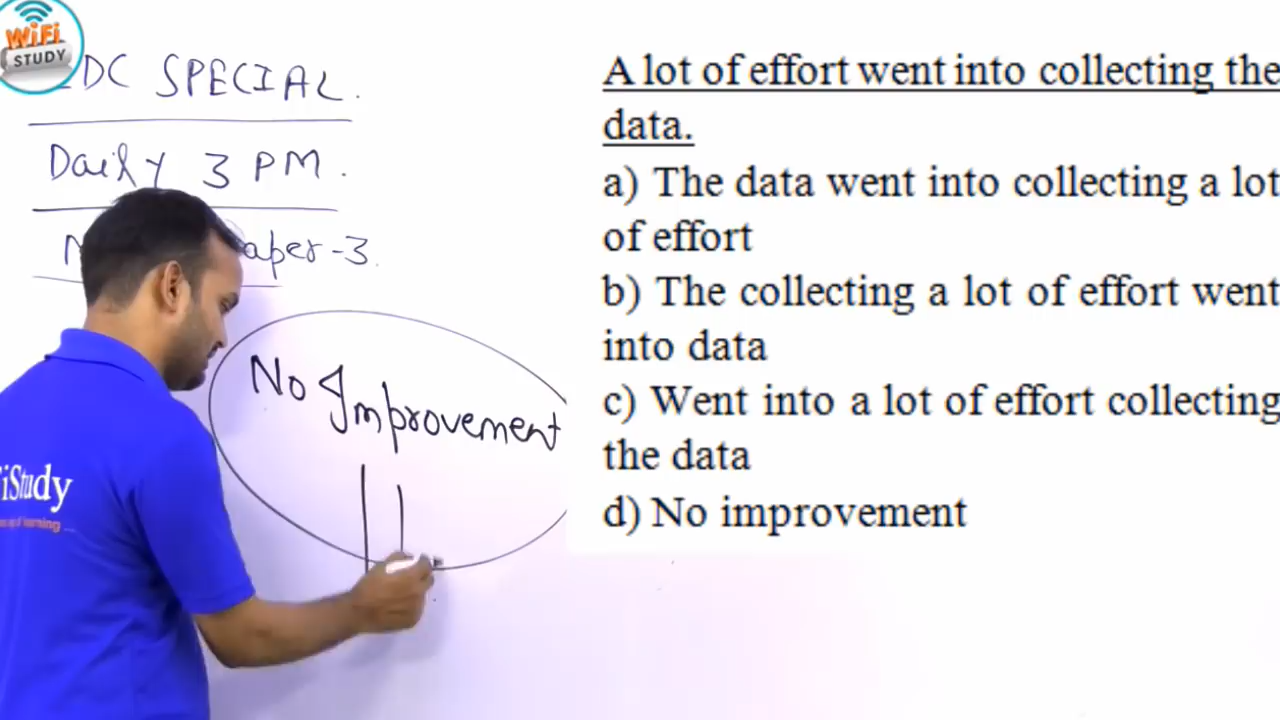 WiFi
STUDY
DC SPECIAL.
Daily 3 PM.
Paper-3.
No Improvement
iStudy
A lot of effort went into collecting the
data.
a) The data went into collecting a lot
of effort
b) The collecting a lot of effort went
into data
c) Went into a lot of effort collecting
the data
d) No improvement